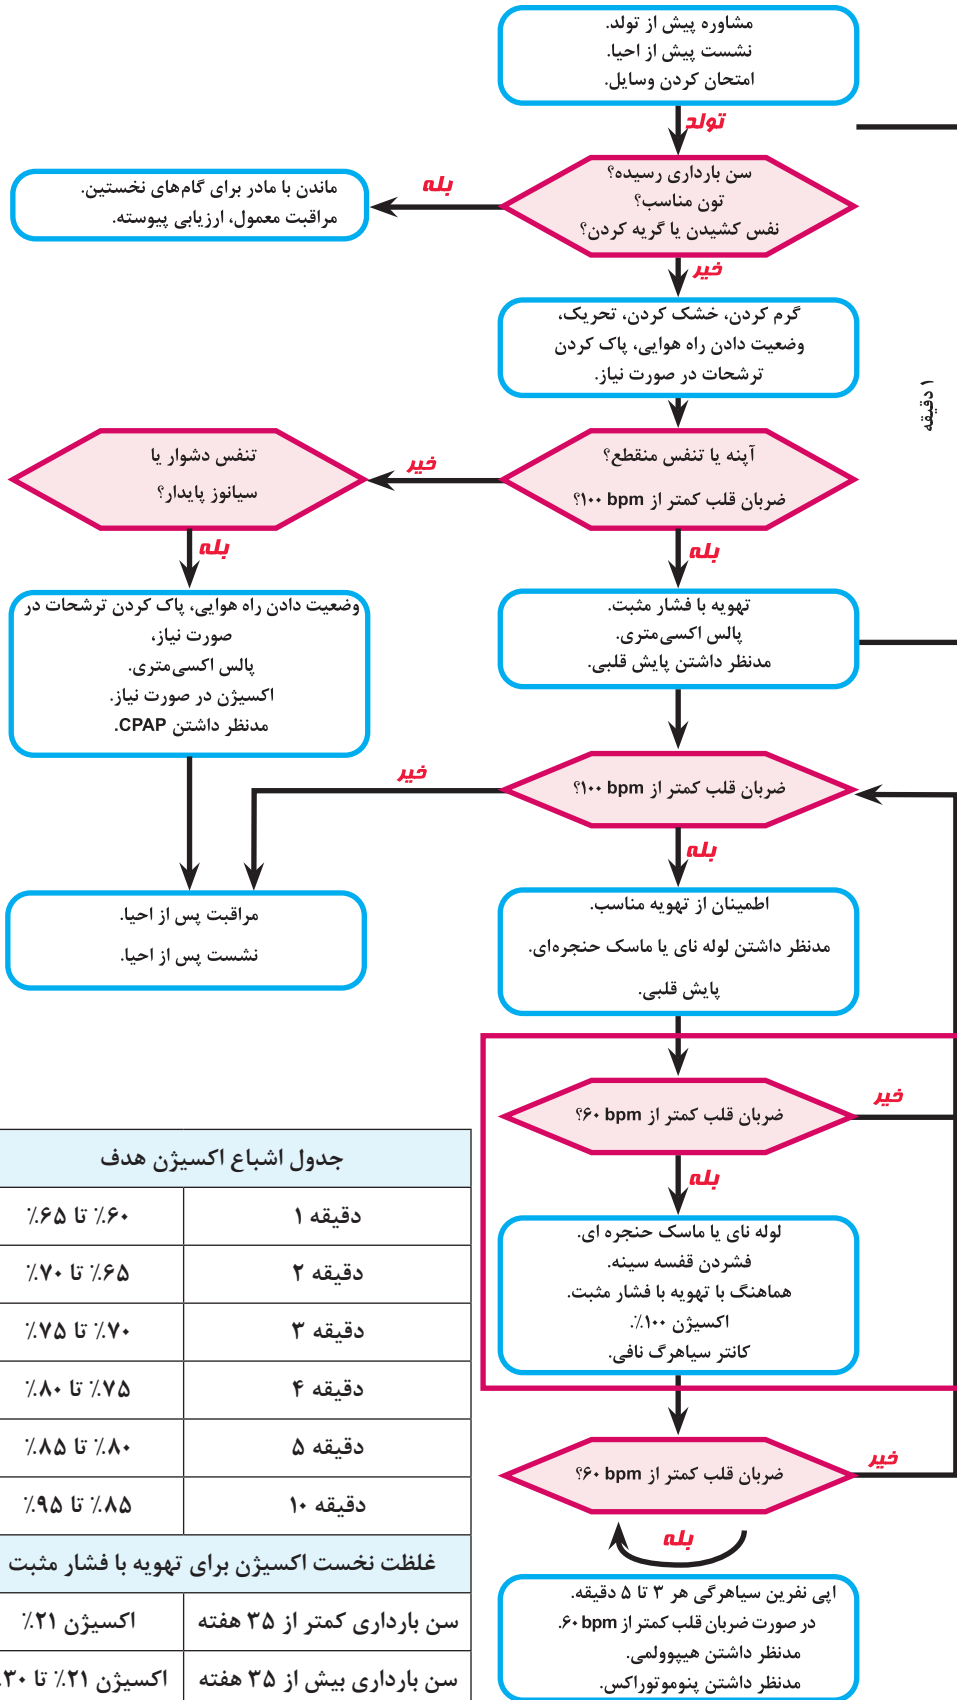 مشاوره پیش از تولد.
نشست پیش از احیا.
امتحان کردن وسایل.
تولد
سن بارداری رسیده؟
تون مناسب؟
نفس کشیدن یا گریه کردن؟
بله
ماندن با مادر برای گام‌های نخستین.
مراقبت معمول، ارزیابی پیوسته.
خیر
گرم کردن، خشک کردن، تحریک،
وضعیت دادن راه هوایی، پاک کردن
ترشحات در صورت نیاز.
۱ دقیقه
آپنه یا تنفس منقطع؟
ضربان قلب کمتر از ۱۰۰ bpm؟
خیر
تنفس دشوار یا
سیانوز پایدار؟
بله
بله
تهویه با فشار مثبت.
پالس اکسی‌متری.
مدنظر داشتن پایش قلبی.
وضعیت دادن راه هوایی، پاک کردن ترشحات در
صورت نیاز،
پالس اکسی‌متری.
اکسیژن در صورت نیاز.
مدنظر داشتن CPAP.
ضربان قلب کمتر از ۱۰۰ bpm؟
خیر
بله
مراقبت پس از احیا.
نشست پس از احیا.
اطمینان از تهویه مناسب.
مدنظر داشتن لوله نای یا ماسک حنجره‌ای.
پایش قلبی.
ضربان قلب کمتر از ۶۰ bpm؟
خیر
بله
لوله نای یا ماسک حنجره ای.
فشردن قفسه سینه.
هماهنگ با تهویه با فشار مثبت.
اکسیژن ۱۰۰٪.
کانتر سیاهرگ نافی.
ضربان قلب کمتر از ۶۰ bpm؟
خیر
بله
اپی نفرین سیاهرگی هر ۳ تا ۵ دقیقه.
در صورت ضربان قلب کمتر از ۶۰ bpm.
مدنظر داشتن هیپوولمی.
مدنظر داشتن پنوموتوراکس.
جدول اشباع اکسیژن هدف
دقیقه ۱ ۶۰٪ تا ۶۵٪
دقیقه ۲ ۶۵٪ تا ۷۰٪
دقیقه ۳ ۷۰٪ تا ۷۵٪
دقیقه ۴ ۷۵٪ تا ۸۰٪
دقیقه ۵ ۸۰٪ تا ۸۵٪
دقیقه ۱۰ ۸۵٪ تا ۹۵٪
غلظت نخست اکسیژن برای تهویه با فشار مثبت
سن بارداری کمتر از ۳۵ هفته اکسیژن ۲۱٪
سن بارداری بیش از ۳۵ هفته اکسیژن ۲۱٪ تا ۳۰٪